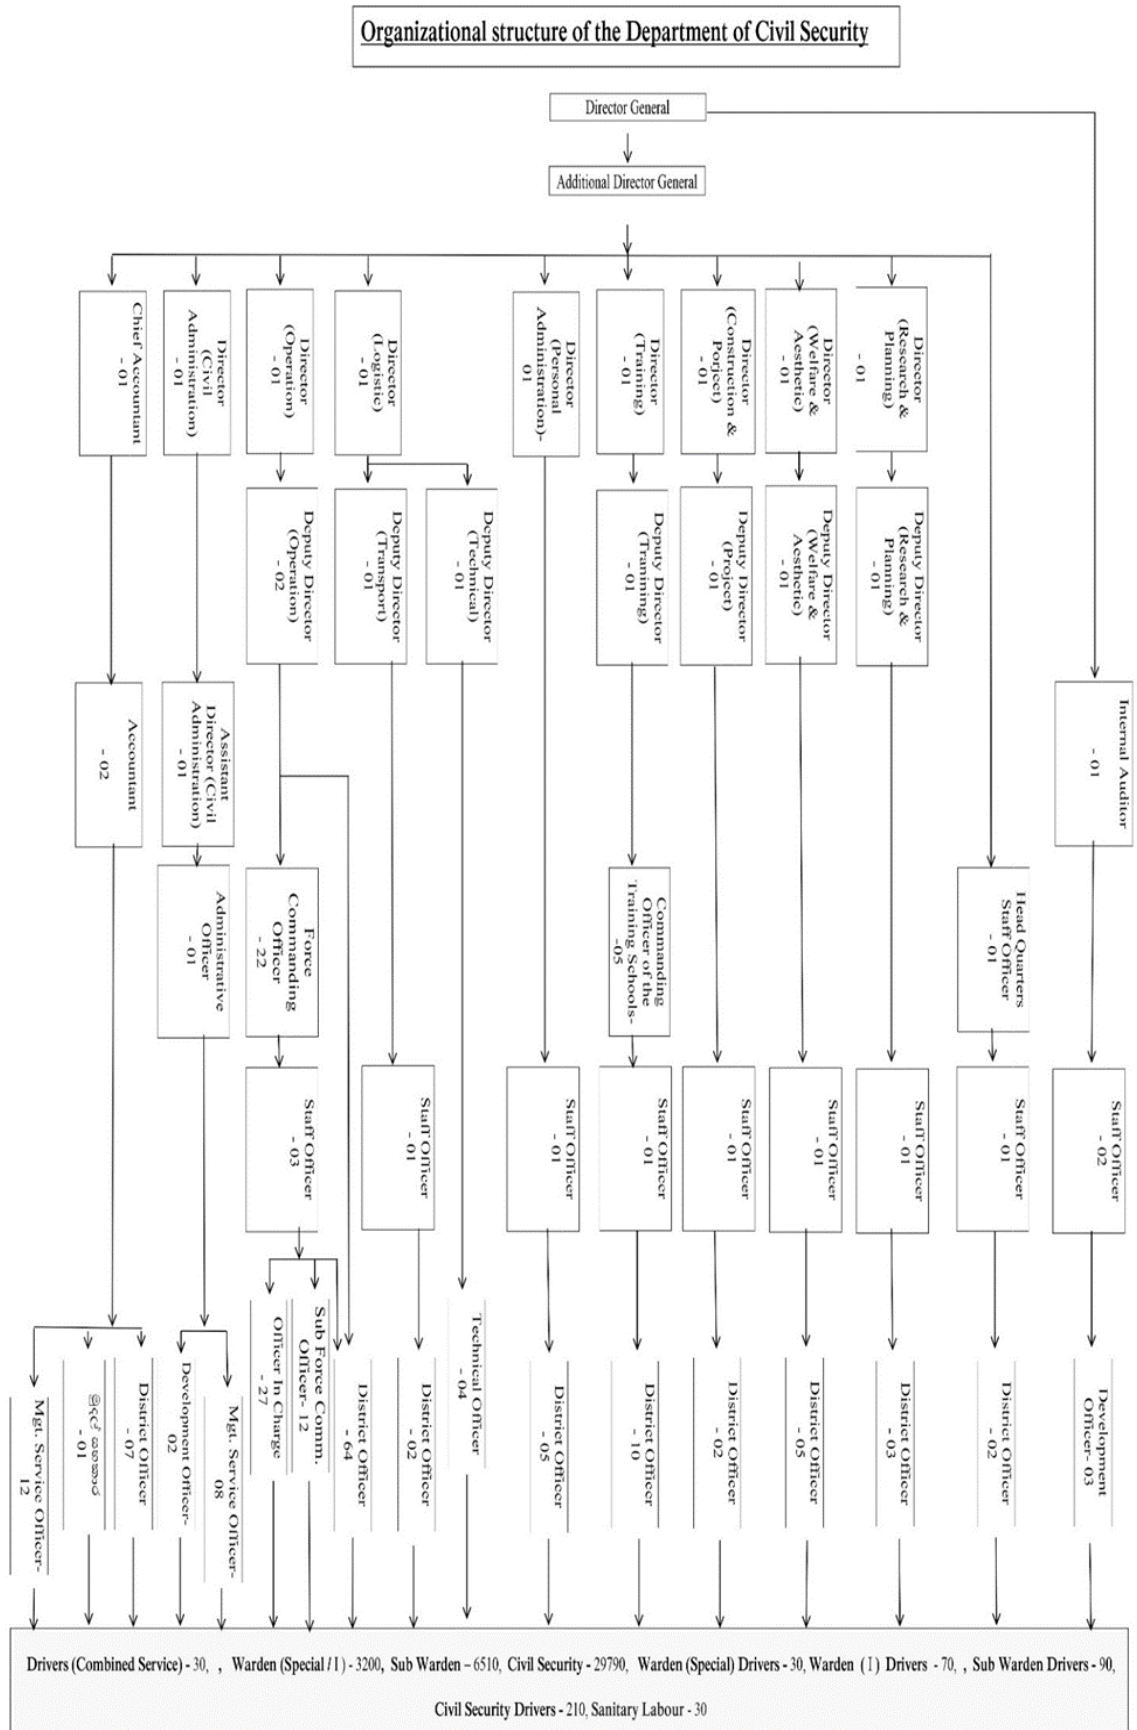 Organizational structure of the Department of Civil Security
Director General
Additional Director General
Chief Accountant
- 01
Director
(Civil
Administration)
- 01
Director
(Operation)
- 01
Director
(Logistic)
- 01
Director
(Personal
Administration)-
01
Director
(Training)
- 01
Director
(Construction &
Porject)
- 01
Director
(Welfare &
Aesthetic)
- 01
Director
(Research &
Planning)
- 01
Deputy Director
(Operation)
- 02
Deputy Director
(Transport)
- 01
Deputy Director
(Technical)
- 01
Deputy Director
(Tramming)
- 01
Deputy Director
(Project)
- 01
Deputy Director
(Welfare &
Aesthetic)
- 01
Deputy Director
(Research &
Planning)
- 01
Accountant
- 02
Assistant
Director (Civil
Administration)
- 01
Internal Auditor
- 01
Administrative
Officer
- 01
Force
Commanding
Officer
- 22
Commanding
Officer of the
Training Schools-
-05
Head Quarters
Staff Officer
- 01
Staff Officer
- 03
Staff Officer
- 01
Staff Officer
- 01
Staff Officer
- 01
Staff Officer
- 01
Staff Officer
- 01
Staff Officer
- 01
Staff Officer
- 01
Staff Officer
- 02
Mgt. Service Officer-
12
- 01
District Officer
- 07
Development Officer-
02
Mgt. Service Officer-
08
Officer In Charge
- 27
Sub Force Comm.
Officer- 12
District Officer
- 64
District Officer
- 02
Technical Officer
- 04
District Officer
- 05
District Officer
- 10
District Officer
- 02
District Officer
- 05
District Officer
- 03
District Officer
- 02
Development
Officer- 03
Drivers (Combined Service) - 30, , Warden (Special / I ) - 3200, Sub Warden – 6510, Civil Security - 29790, Warden (Special) Drivers - 30, Warden ( I ) Drivers - 70, , Sub Warden Drivers - 90,
Civil Security Drivers - 210, Sanitary Labour - 30